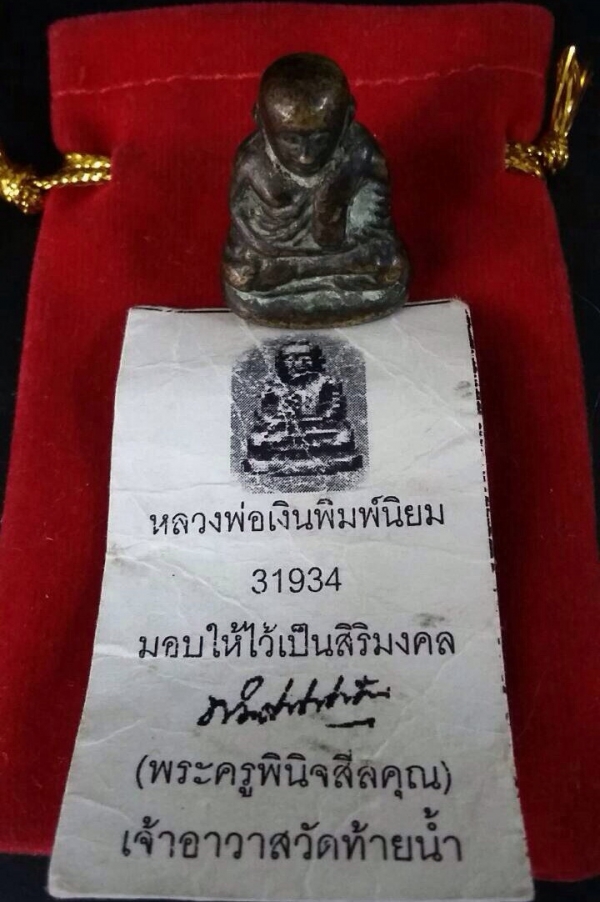 หลวงพ่อเงินพิมพ์นิยม
31934
มอบให้ไว้เป็นสิริมงคล
(พระครูพินิจสีลคุณ)
เจ้าอาวาสวัดท้ายน้ำ